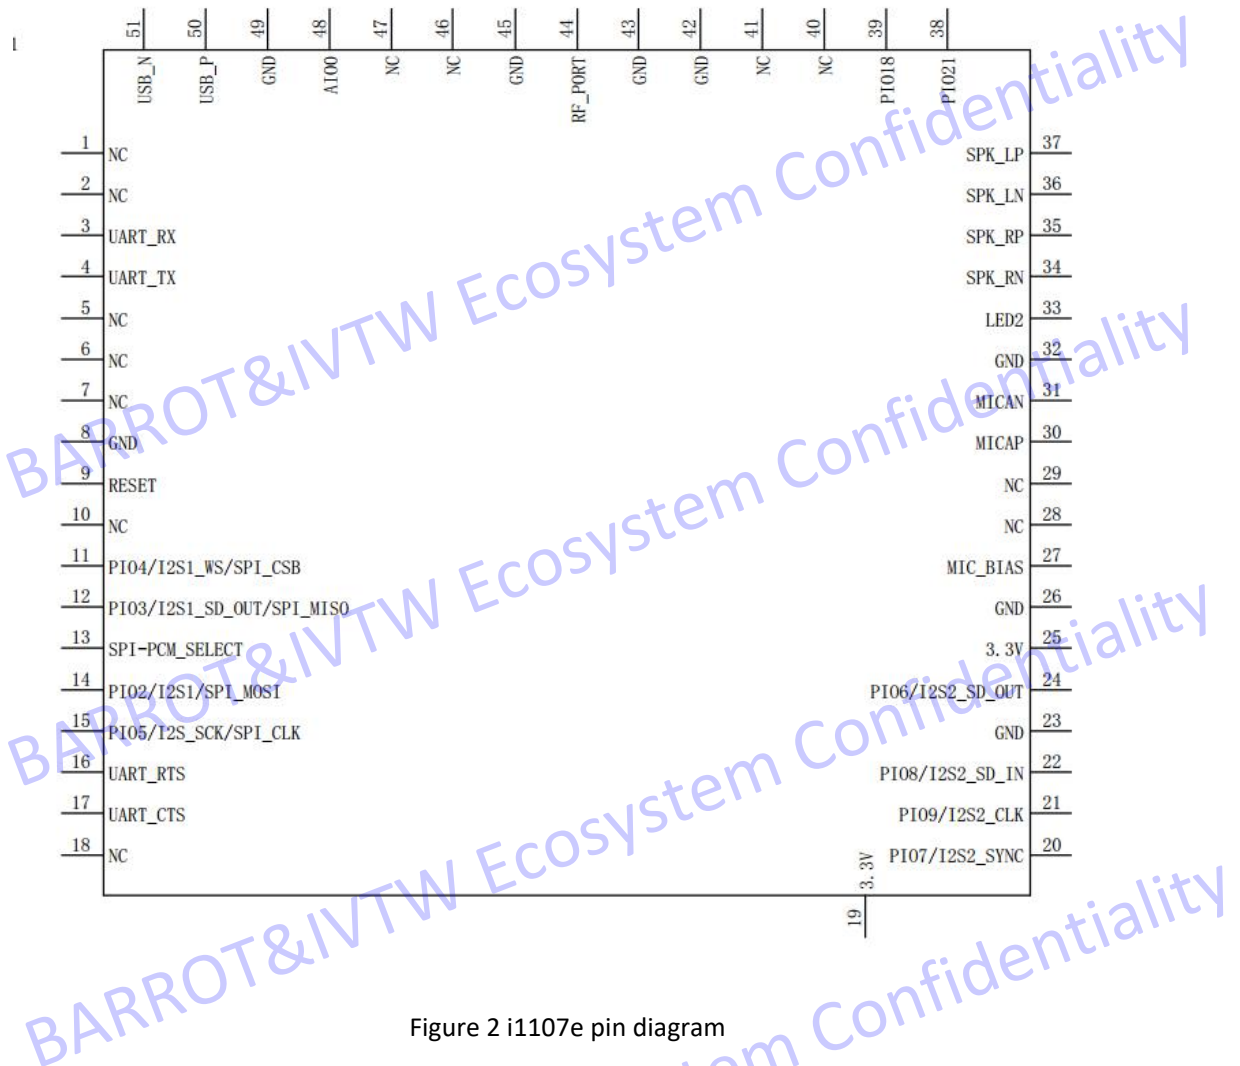 1
51 50 49 48 47 46 45 44 43 42 41 40 39 38
USB_N USB_P GND AIO0 NC NC GND RF_PORT GND GND NC NC PIO18 PIO21
1 NC
2 NC
3 UART_RX
4 UART_TX
5 NC
6 NC
7 NC
8 GND
9 RESET
10 NC
11 PIO4/I2S1_WS/SPI_CSB
12 PIO3/I2S1_SD_OUT/SPI_MISO
13 SPI-PCM_SELECT
14 PIO2/I2S1/SPI_MOSI
15 PIO5/I2S_SCK/SPI_CLK
16 UART_RTS
17 UART_CTS
18 NC
SPK_LP 37
SPK_LN 36
SPK_RP 35
SPK_RN 34
LED2 33
GND 32
MICAN 31
MICAP 30
NC 29
NC 28
MIC_BIAS 27
GND 26
3.3V 25
PIO6/I2S2_SD_OUT 24
GND 23
PIO8/I2S2_SD_IN 22
PIO9/I2S2_CLK 21
PIO7/I2S2_SYNC 20
3.3V 19
BARROT&IVTW Ecosystem Confidentiality
BARROT&IVTW Ecosystem Confidentiality
BARROT&IVTW Ecosystem Confidentiality
Confidentiality
Figure 2 i1107e pin diagram